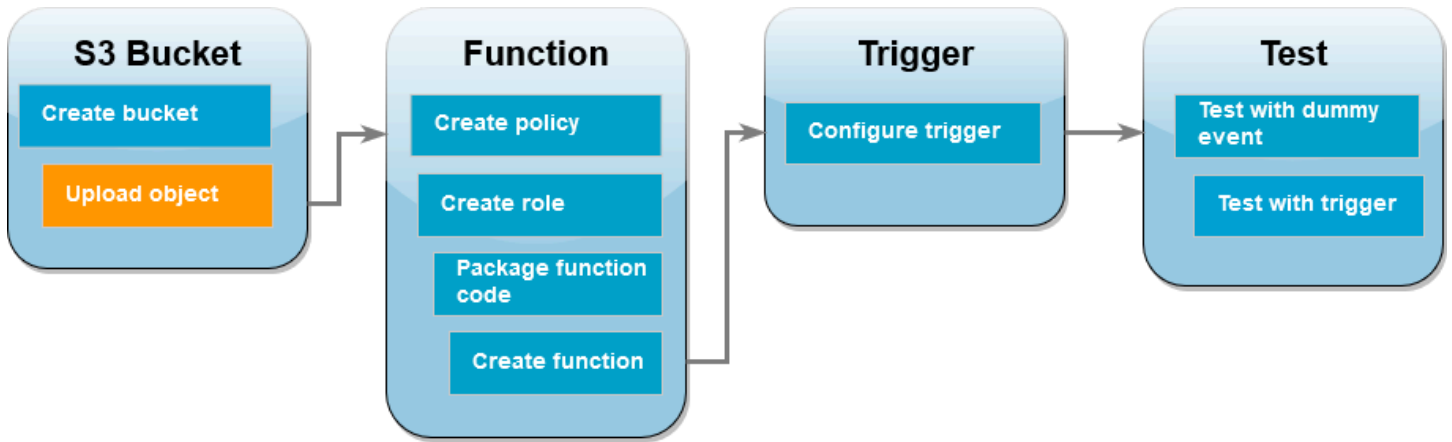 S3 Bucket
Create bucket
Upload object
Function
Create policy
Create role
Package function
code
Create function
Trigger
Configure trigger
Test
Test with dummy
event
Test with trigger